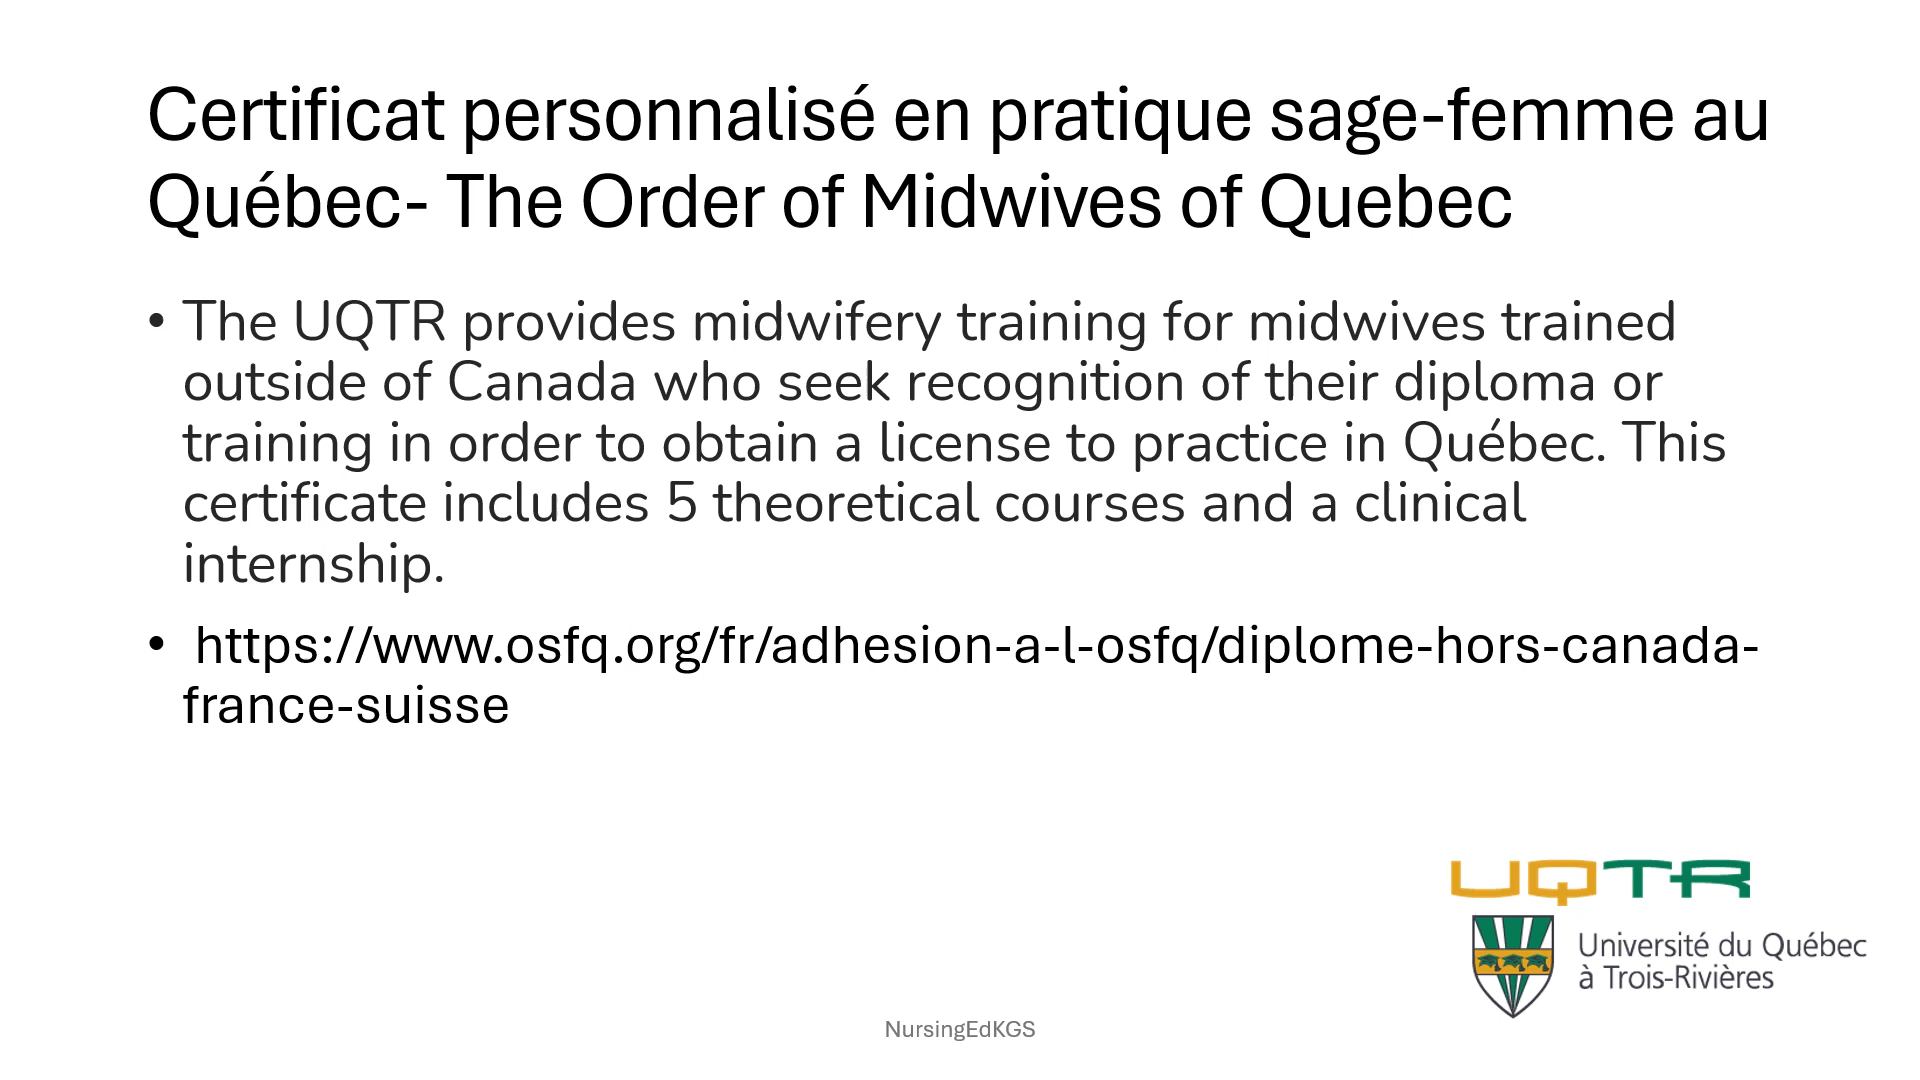 Certificat personnalisé en pratique sage-femme au
Québec- The Order of Midwives of Quebec
• The UQTR provides midwifery training for midwives trained
outside of Canada who seek recognition of their diploma or
training in order to obtain a license to practice in Québec. This
certificate includes 5 theoretical courses and a clinical
internship.
• https://www.osfq.org/fr/adhesion-a-l-osfq/diplome-hors-canada-
france-suisse
UQTR
Université du Québec
à Trois-Rivières
NursingEdKGS